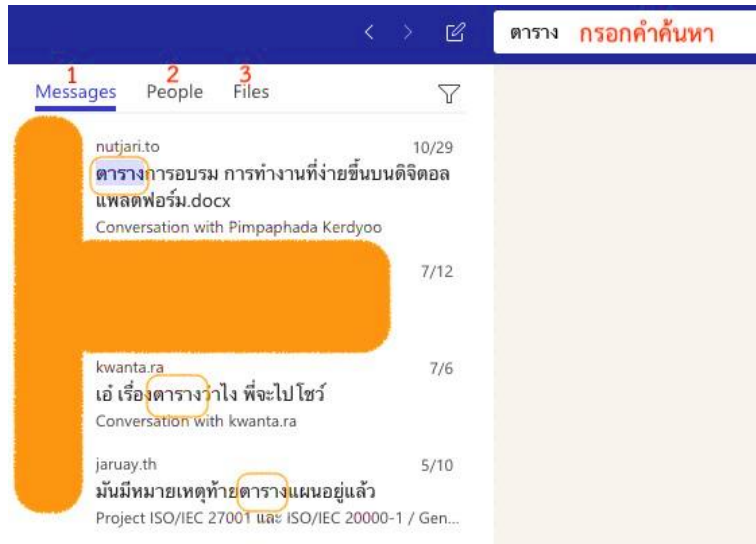 ตาราง กรอกคำค้นหา
1 2 3
Messages People Files
nutjari.to 10/29
ตารางการอบรม การทำงานที่ง่ายขึ้นบนดิจิตอล
แพลตฟอร์ม.docx
Conversation with Pimpaphada Kerdyoo
7/12
kwanta.ra 7/6
เอ๋ เรื่องตารางว่าไง พี่จะไปโชว์
Conversation with kwanta.ra
jaruay.th 5/10
มันมีหมายเหตุท้ายตารางแผนอยู่แล้ว
Project ISO/IEC 27001 และ ISO/IEC 20000-1 / Gen...